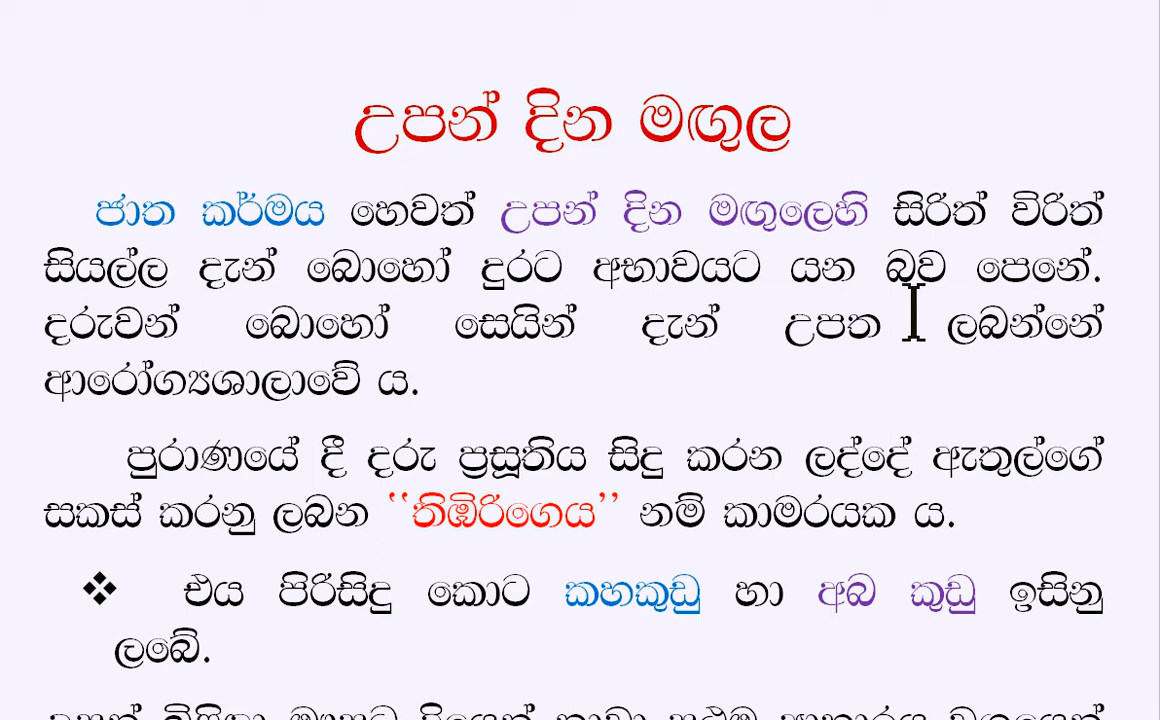 උපන් දින මඟුල
ජාත කර්මය හෙවත් උපන් දින මඟුලෙහි සිරිත් විරිත්
සියල්ල දැන් බොහෝ දුරට අභාවයට යන බව පෙනේ.
දරුවන් බොහෝ සෙයින් දැන් උපත ලබන්නේ
ආරෝග්‍යශාලාවේ ය.
පුරාණයේ දී දරු ප්‍රසූතිය සිදු කරන ලද්දේ ඇතුල්ගේ
සකස් කරනු ලබන “තිඹිරිගෙය” නම් කාමරයක ය.
❖ එය පිරිසිදු කොට කහකුඩු හා අබ කුඩු ඉසිනු
ලබේ.